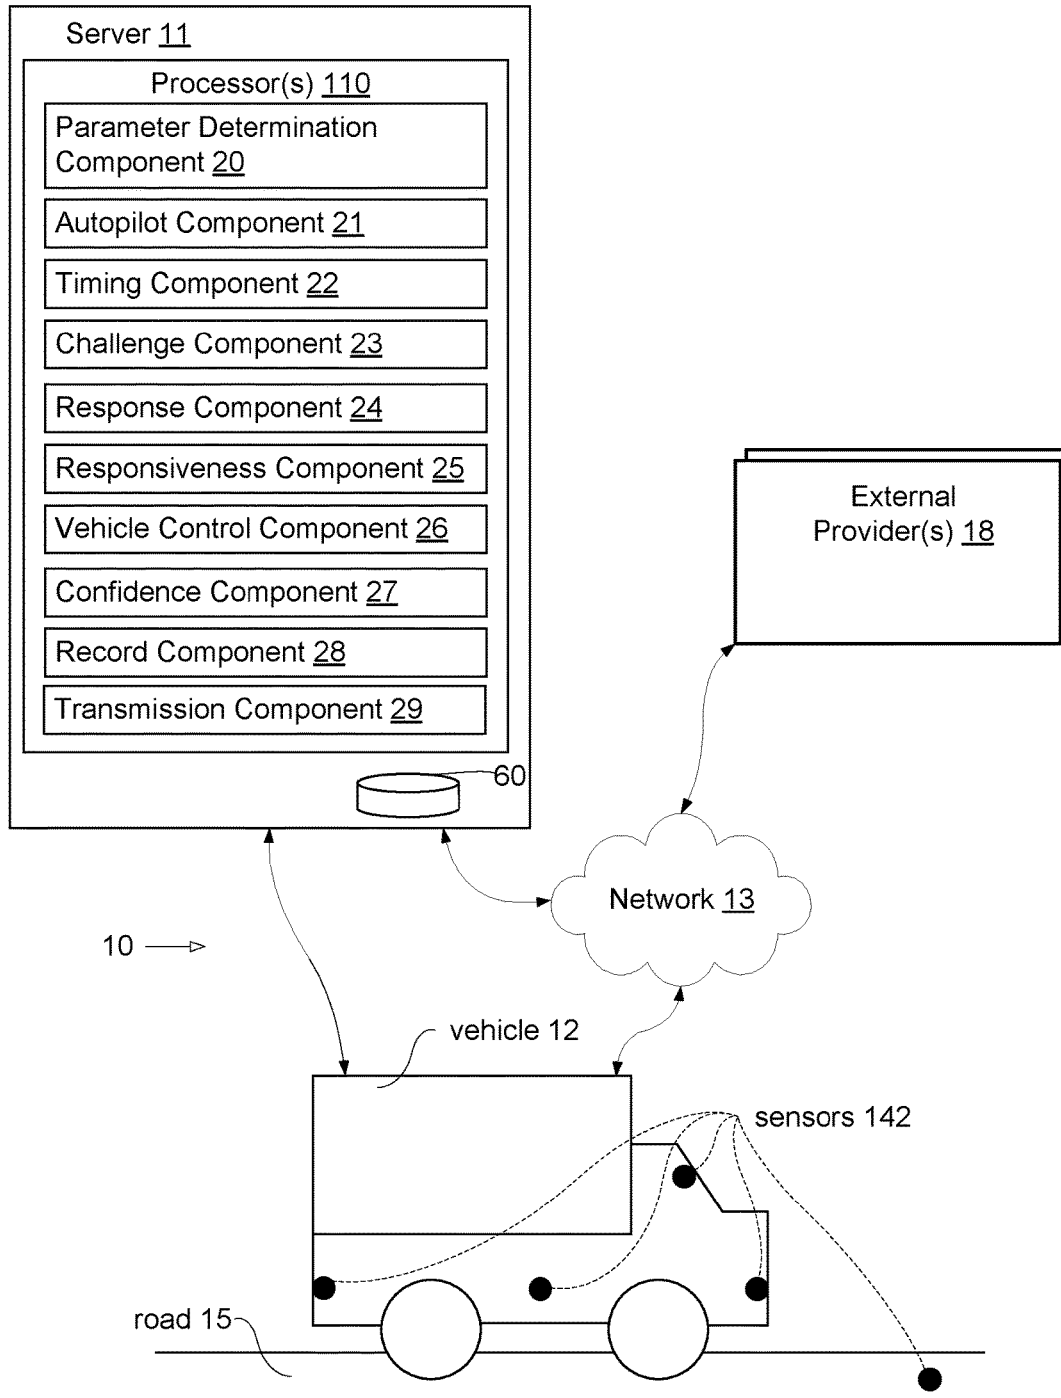 Server 11
Processor(s) 110
Parameter Determination
Component 20
Autopilot Component 21
Timing Component 22
Challenge Component 23
Response Component 24
Responsiveness Component 25
Vehicle Control Component 26
Confidence Component 27
Record Component 28
Transmission Component 29
60
External
Provider(s) 18
Network 13
10
vehicle 12
sensors 142
road 15